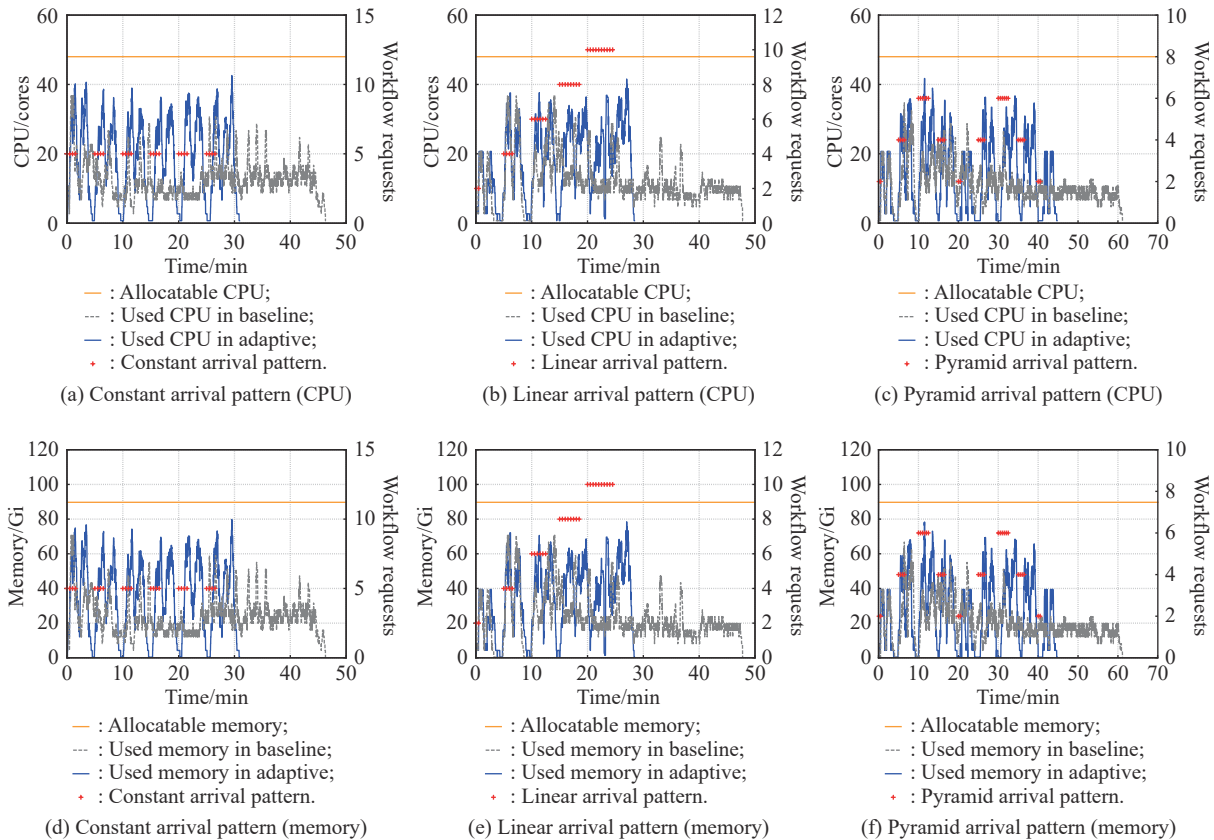 60
40
20
0
CPU/cores
15
10
5
0
Workflow requests
0 10 20 30 40 50
Time/min
: Allocatable CPU;
: Used CPU in baseline;
: Used CPU in adaptive;
: Constant arrival pattern.
(a) Constant arrival pattern (CPU)
60
40
20
0
CPU/cores
12
10
8
6
4
2
0
Workflow requests
0 10 20 30 40 50
Time/min
: Allocatable CPU;
: Used CPU in baseline;
: Used CPU in adaptive;
: Linear arrival pattern.
(b) Linear arrival pattern (CPU)
60
40
20
0
CPU/cores
10
8
6
4
2
0
Workflow requests
0 10 20 30 40 50 60 70
Time/min
: Allocatable CPU;
: Used CPU in baseline;
: Used CPU in adaptive;
: Pyramid arrival pattern.
(c) Pyramid arrival pattern (CPU)
120
100
80
60
40
20
0
Memory/Gi
15
10
5
0
Workflow requests
0 10 20 30 40 50
Time/min
: Allocatable memory;
: Used memory in baseline;
: Used memory in adaptive;
: Constant arrival pattern.
(d) Constant arrival pattern (memory)
120
100
80
60
40
20
0
Memory/Gi
12
10
8
6
4
2
0
Workflow requests
0 10 20 30 40 50
Time/min
: Allocatable memory;
: Used memory in baseline;
: Used memory in adaptive;
: Linear arrival pattern.
(e) Linear arrival pattern (memory)
120
100
80
60
40
20
0
Memory/Gi
10
8
6
4
2
0
Workflow requests
0 10 20 30 40 50 60 70
Time/min
: Allocatable memory;
: Used memory in baseline;
: Used memory in adaptive;
: Pyramid arrival pattern.
(f) Pyramid arrival pattern (memory)